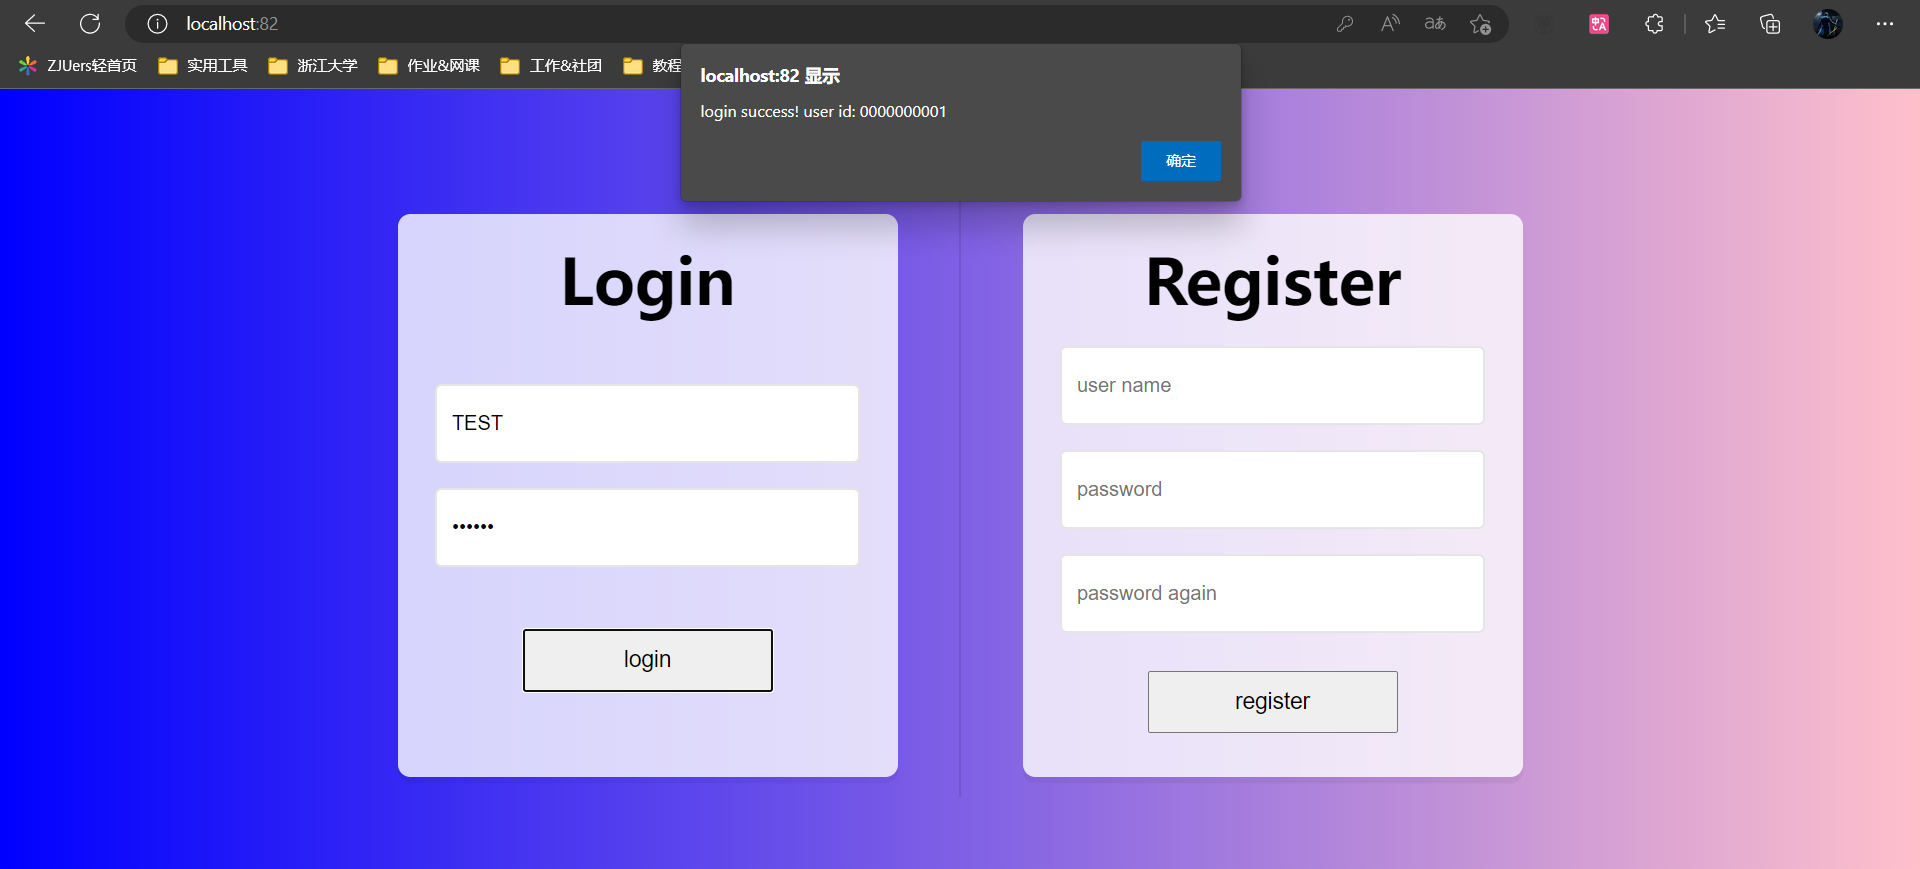 localhost:82
ZJUers轻首页 实用工具 浙江大学 作业&网课 工作&社团 教程
localhost:82 显示
login success! user id: 0000000001
确定
Login
TEST
••••••
login
Register
user name
password
password again
register